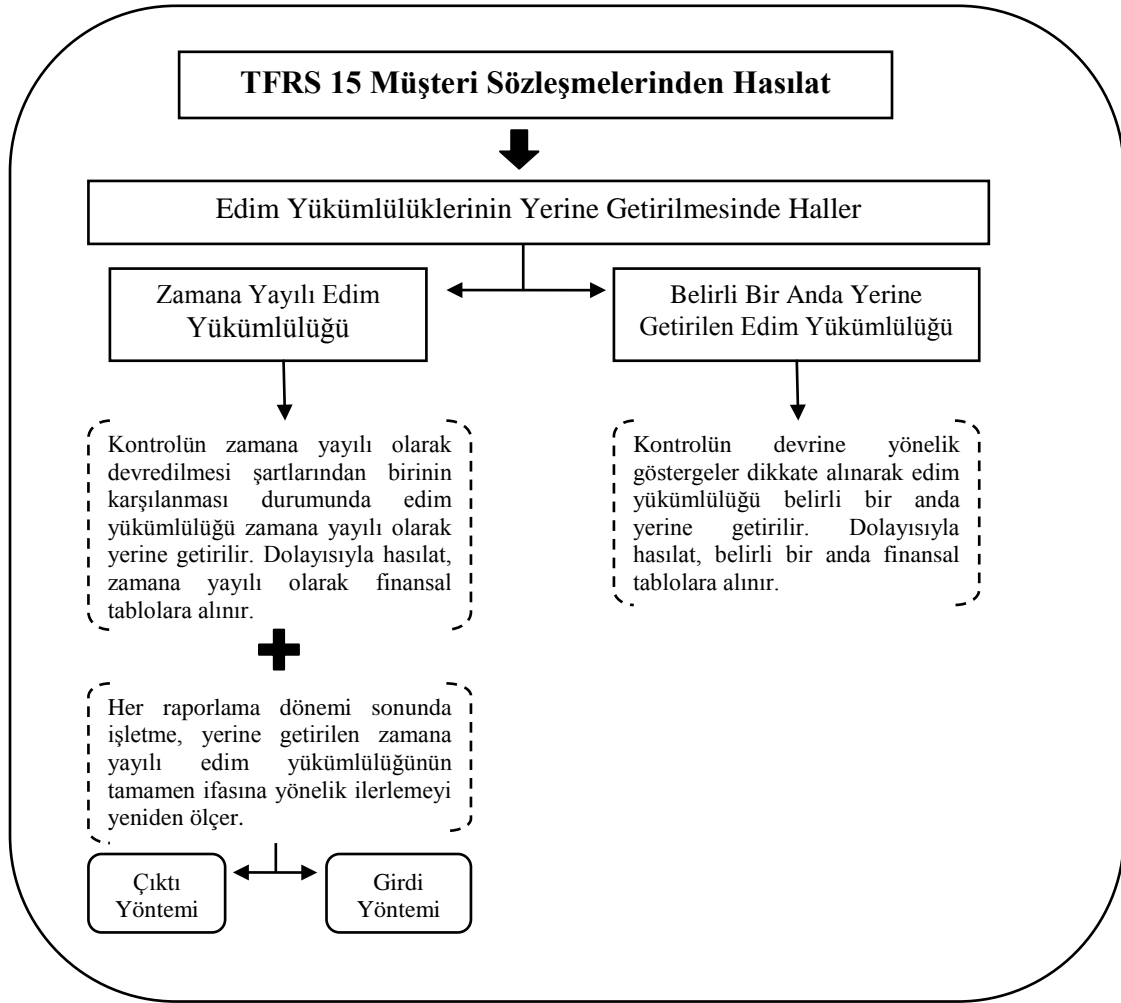 TFRS 15 Müşteri Sözleşmelerinden Hasılat
Edim Yükümlülüklerinin Yerine Getirilmesinde Haller
Zamana Yayılı Edim
Yükümlülüğü
Belirli Bir Anda Yerine
Getirilen Edim Yükümlülüğü
Kontrolün zamana yayılı olarak
devredilmesi şartlarından birinin
karşılanması durumunda edim
yükümlülüğü zamana yayılı olarak
yerine getirilir. Dolayısıyla hasılat,
zamana yayılı olarak finansal
tablolara alınır.
Kontrolün devrine yönelik
göstergeler dikkate alınarak edim
yükümlülüğü belirli bir anda
yerine getirilir. Dolayısıyla
hasılat, belirli bir anda finansal
tablolara alınır.
Her raporlama dönemi sonunda
işletme, yerine getirilen zamana
yayılı edim yükümlülüğünün
tamamen ifasına yönelik ilerlemeyi
yeniden ölçer.
Çıktı
Yöntemi
Girdi
Yöntemi